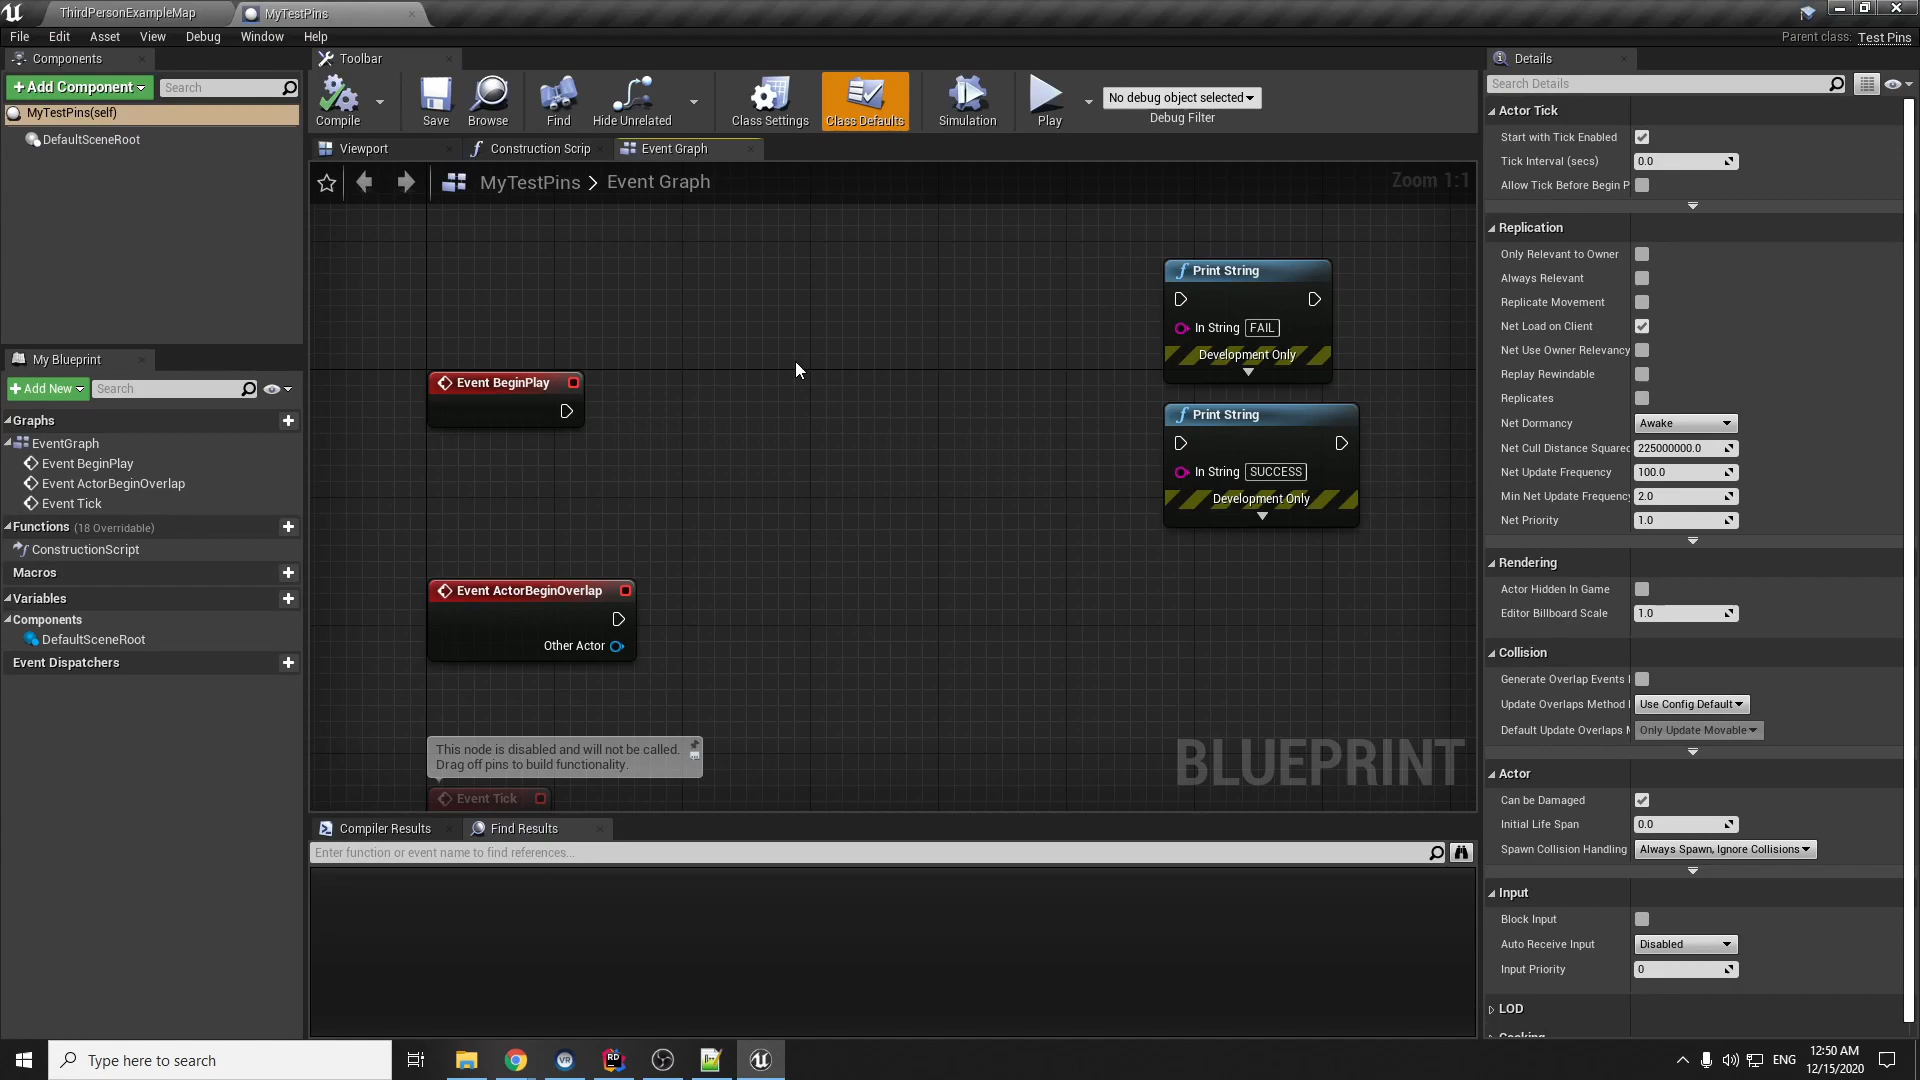 ThirdPersonExampleMap
MyTestPins
File Edit Asset View Debug Window Help
Parent class: Test Pins
Components
+Add Component
Search
MyTestPins(self)
DefaultSceneRoot
My Blueprint
+Add New
Search
Graphs
EventGraph
Event BeginPlay
Event ActorBeginOverlap
Event Tick
Functions (18 Overridable)
ConstructionScript
Macros
Variables
Components
DefaultSceneRoot
Event Dispatchers
Toolbar
Compile
Save
Browse
Find
Hide Unrelated
Class Settings
Class Defaults
Simulation
Play
No debug object selected
Debug Filter
Viewport
Construction Scrip
Event Graph
MyTestPins > Event Graph
Zoom 1:1
Print String
In String FAIL
Development Only
Event BeginPlay
Print String
In String SUCCESS
Development Only
Event ActorBeginOverlap
Other Actor
This node is disabled and will not be called.
Drag off pins to build functionality.
Event Tick
BLUEPRINT
Compiler Results
Find Results
Enter function or event name to find references...
Details
Search Details
Actor Tick
Start with Tick Enabled
Tick Interval (secs) 0.0
Allow Tick Before Begin P
Replication
Only Relevant to Owner
Always Relevant
Replicate Movement
Net Load on Client
Net Use Owner Relevancy
Replay Rewindable
Replicates
Net Dormancy Awake
Net Cull Distance Squared 225000000.0
Net Update Frequency 100.0
Min Net Update Frequency 2.0
Net Priority 1.0
Rendering
Actor Hidden In Game
Editor Billboard Scale 1.0
Collision
Generate Overlap Events
Update Overlaps Method Use Config Default
Default Update Overlaps Only Update Movable
Actor
Can be Damaged
Initial Life Span 0.0
Spawn Collision Handling Always Spawn, Ignore Collisions
Input
Block Input
Auto Receive Input Disabled
Input Priority 0
LOD
Type here to search
VR
RD
ENG
12:50 AM
12/15/2020